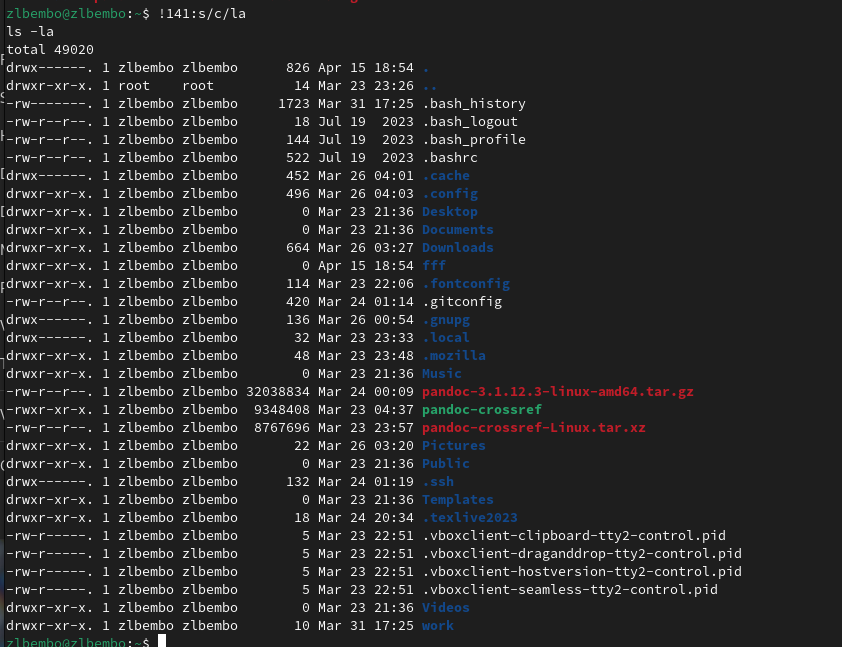 zlbembo@zlbembo:~$ !141:s/c/la
ls -la
total 49020
drwx------. 1 zlbembo zlbembo      826 Apr 15 18:54 .
drwxr-xr-x. 1 root    root          14 Mar 23 23:26 ..
-rw-------. 1 zlbembo zlbembo     1723 Mar 31 17:25 .bash_history
-rw-r--r--. 1 zlbembo zlbembo       18 Jul 19  2023 .bash_logout
-rw-r--r--. 1 zlbembo zlbembo      144 Jul 19  2023 .bash_profile
-rw-r--r--. 1 zlbembo zlbembo      522 Jul 19  2023 .bashrc
drwx------. 1 zlbembo zlbembo      452 Mar 26 04:01 .cache
drwxr-xr-x. 1 zlbembo zlbembo      496 Mar 26 04:03 .config
drwxr-xr-x. 1 zlbembo zlbembo        0 Mar 23 21:36 Desktop
drwxr-xr-x. 1 zlbembo zlbembo        0 Mar 23 21:36 Documents
drwxr-xr-x. 1 zlbembo zlbembo      664 Mar 26 03:27 Downloads
drwxr-xr-x. 1 zlbembo zlbembo        0 Apr 15 18:54 fff
drwxr-xr-x. 1 zlbembo zlbembo      114 Mar 23 22:06 .fontconfig
-rw-r--r--. 1 zlbembo zlbembo      420 Mar 24 01:14 .gitconfig
drwx------. 1 zlbembo zlbembo      136 Mar 26 00:54 .gnupg
drwx------. 1 zlbembo zlbembo       32 Mar 23 23:33 .local
drwxr-xr-x. 1 zlbembo zlbembo       48 Mar 23 23:48 .mozilla
drwxr-xr-x. 1 zlbembo zlbembo        0 Mar 23 21:36 Music
-rw-r--r--. 1 zlbembo zlbembo 32038834 Mar 24 00:09 pandoc-3.1.12.3-linux-amd64.tar.gz
-rwxr-xr-x. 1 zlbembo zlbembo  9348408 Mar 23 04:37 pandoc-crossref
-rw-r--r--. 1 zlbembo zlbembo  8767696 Mar 23 23:57 pandoc-crossref-Linux.tar.xz
drwxr-xr-x. 1 zlbembo zlbembo       22 Mar 26 03:20 Pictures
drwxr-xr-x. 1 zlbembo zlbembo        0 Mar 23 21:36 Public
drwx------. 1 zlbembo zlbembo      132 Mar 24 01:19 .ssh
drwxr-xr-x. 1 zlbembo zlbembo        0 Mar 23 21:36 Templates
drwxr-xr-x. 1 zlbembo zlbembo       18 Mar 24 20:34 .texlive2023
-rw-r-----. 1 zlbembo zlbembo        5 Mar 23 22:51 .vboxclient-clipboard-tty2-control.pid
-rw-r-----. 1 zlbembo zlbembo        5 Mar 23 22:51 .vboxclient-draganddrop-tty2-control.pid
-rw-r-----. 1 zlbembo zlbembo        5 Mar 23 22:51 .vboxclient-hostversion-tty2-control.pid
-rw-r-----. 1 zlbembo zlbembo        5 Mar 23 22:51 .vboxclient-seamless-tty2-control.pid
drwxr-xr-x. 1 zlbembo zlbembo        0 Mar 23 21:36 Videos
drwxr-xr-x. 1 zlbembo zlbembo       10 Mar 31 17:25 work
zlbembo@zlbembo:~$